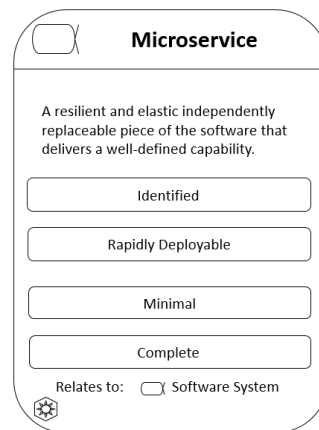 Microservice
A resilient and elastic independently
replaceable piece of the software that
delivers a well-defined capability.
Identified
Rapidly Deployable
Minimal
Complete
Relates to: Software System